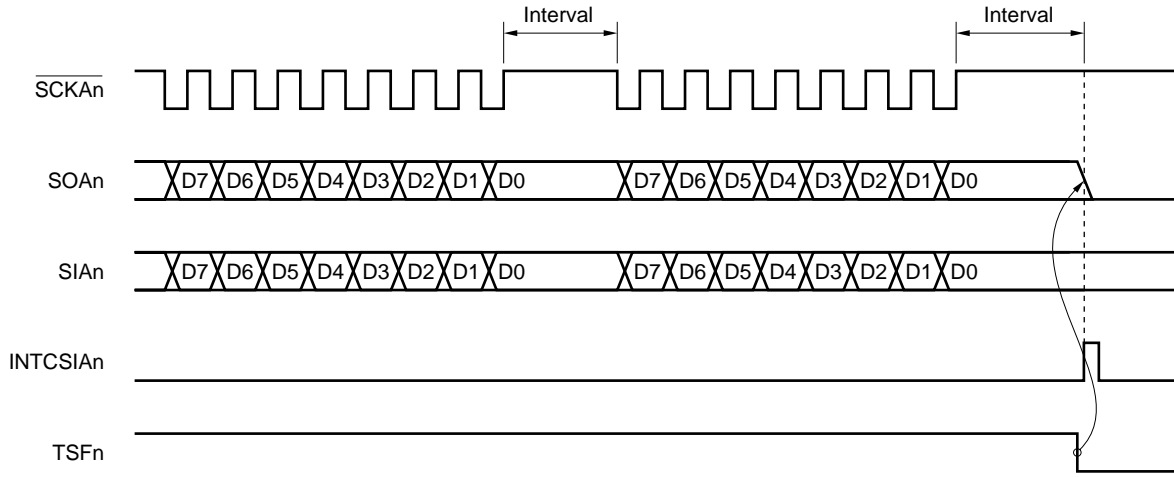 Interval Interval
SCKAn
SOAn D7 D6 D5 D4 D3 D2 D1 D0 D7 D6 D5 D4 D3 D2 D1 D0
SIAn D7 D6 D5 D4 D3 D2 D1 D0 D7 D6 D5 D4 D3 D2 D1 D0
INTCSIAn
TSFn